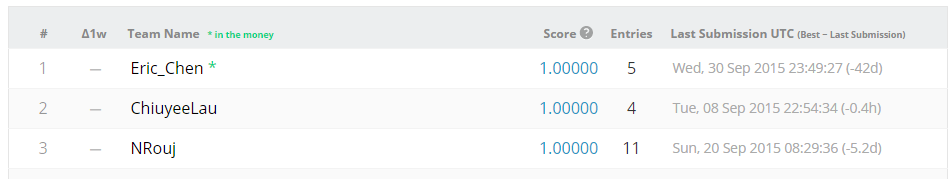 # Δ1w Team Name * in the money Score ? Entries Last Submission UTC (Best − Last Submission)
1 — Eric_Chen * 1.00000 5 Wed, 30 Sep 2015 23:49:27 (-42d)
2 — ChiuyeeLau 1.00000 4 Tue, 08 Sep 2015 22:54:34 (-0.4h)
3 — NRouj 1.00000 11 Sun, 20 Sep 2015 08:29:36 (-5.2d)